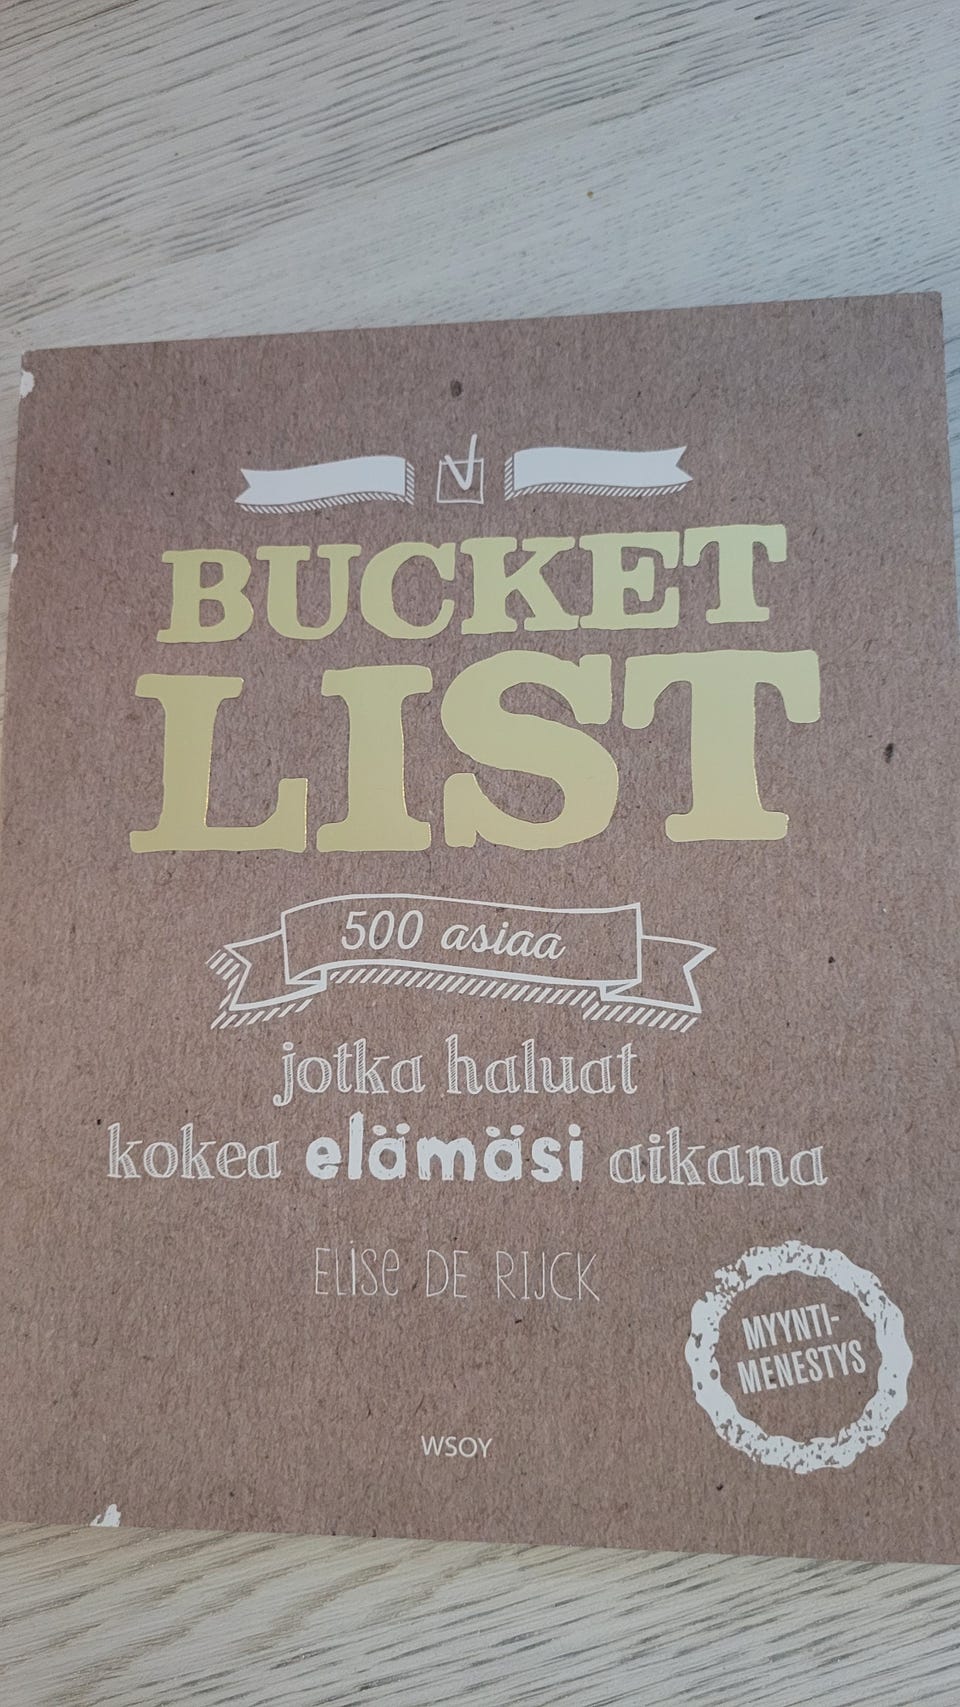 BUCKET
LIST
500 asiaa
jotka haluat
kokea elämäsi aikana
ELiSe DE RIJCK
MYYNTI-
MENESTYS
WSOY